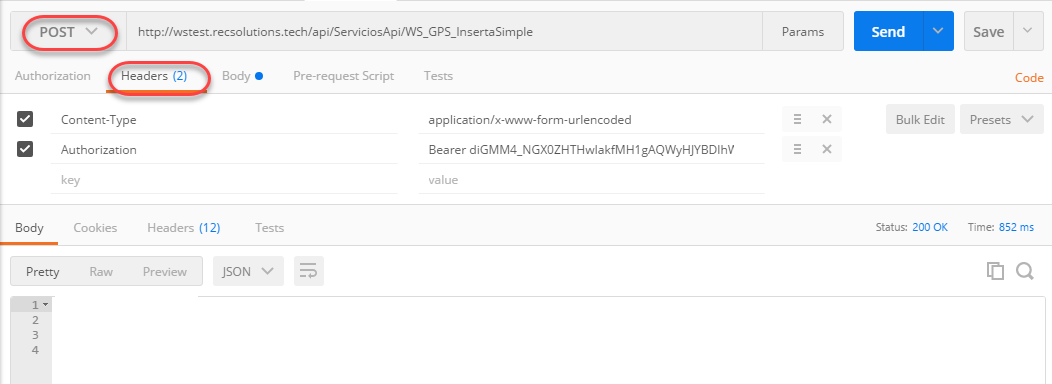 POST http://wstest.recsolutions.tech/api/ServiciosApi/WS_GPS_InsertaSimple Params Send Save
Authorization Headers (2) Body Pre-request Script Tests Code
Content-Type application/x-www-form-urlencoded Bulk Edit Presets
Authorization Bearer diGMM4_NGX0ZHTHwlakfMH1gAQWyHJYBDIhW
key value
Body Cookies Headers (12) Tests Status: 200 OK Time: 852 ms
Pretty Raw Preview JSON
1
2
3
4